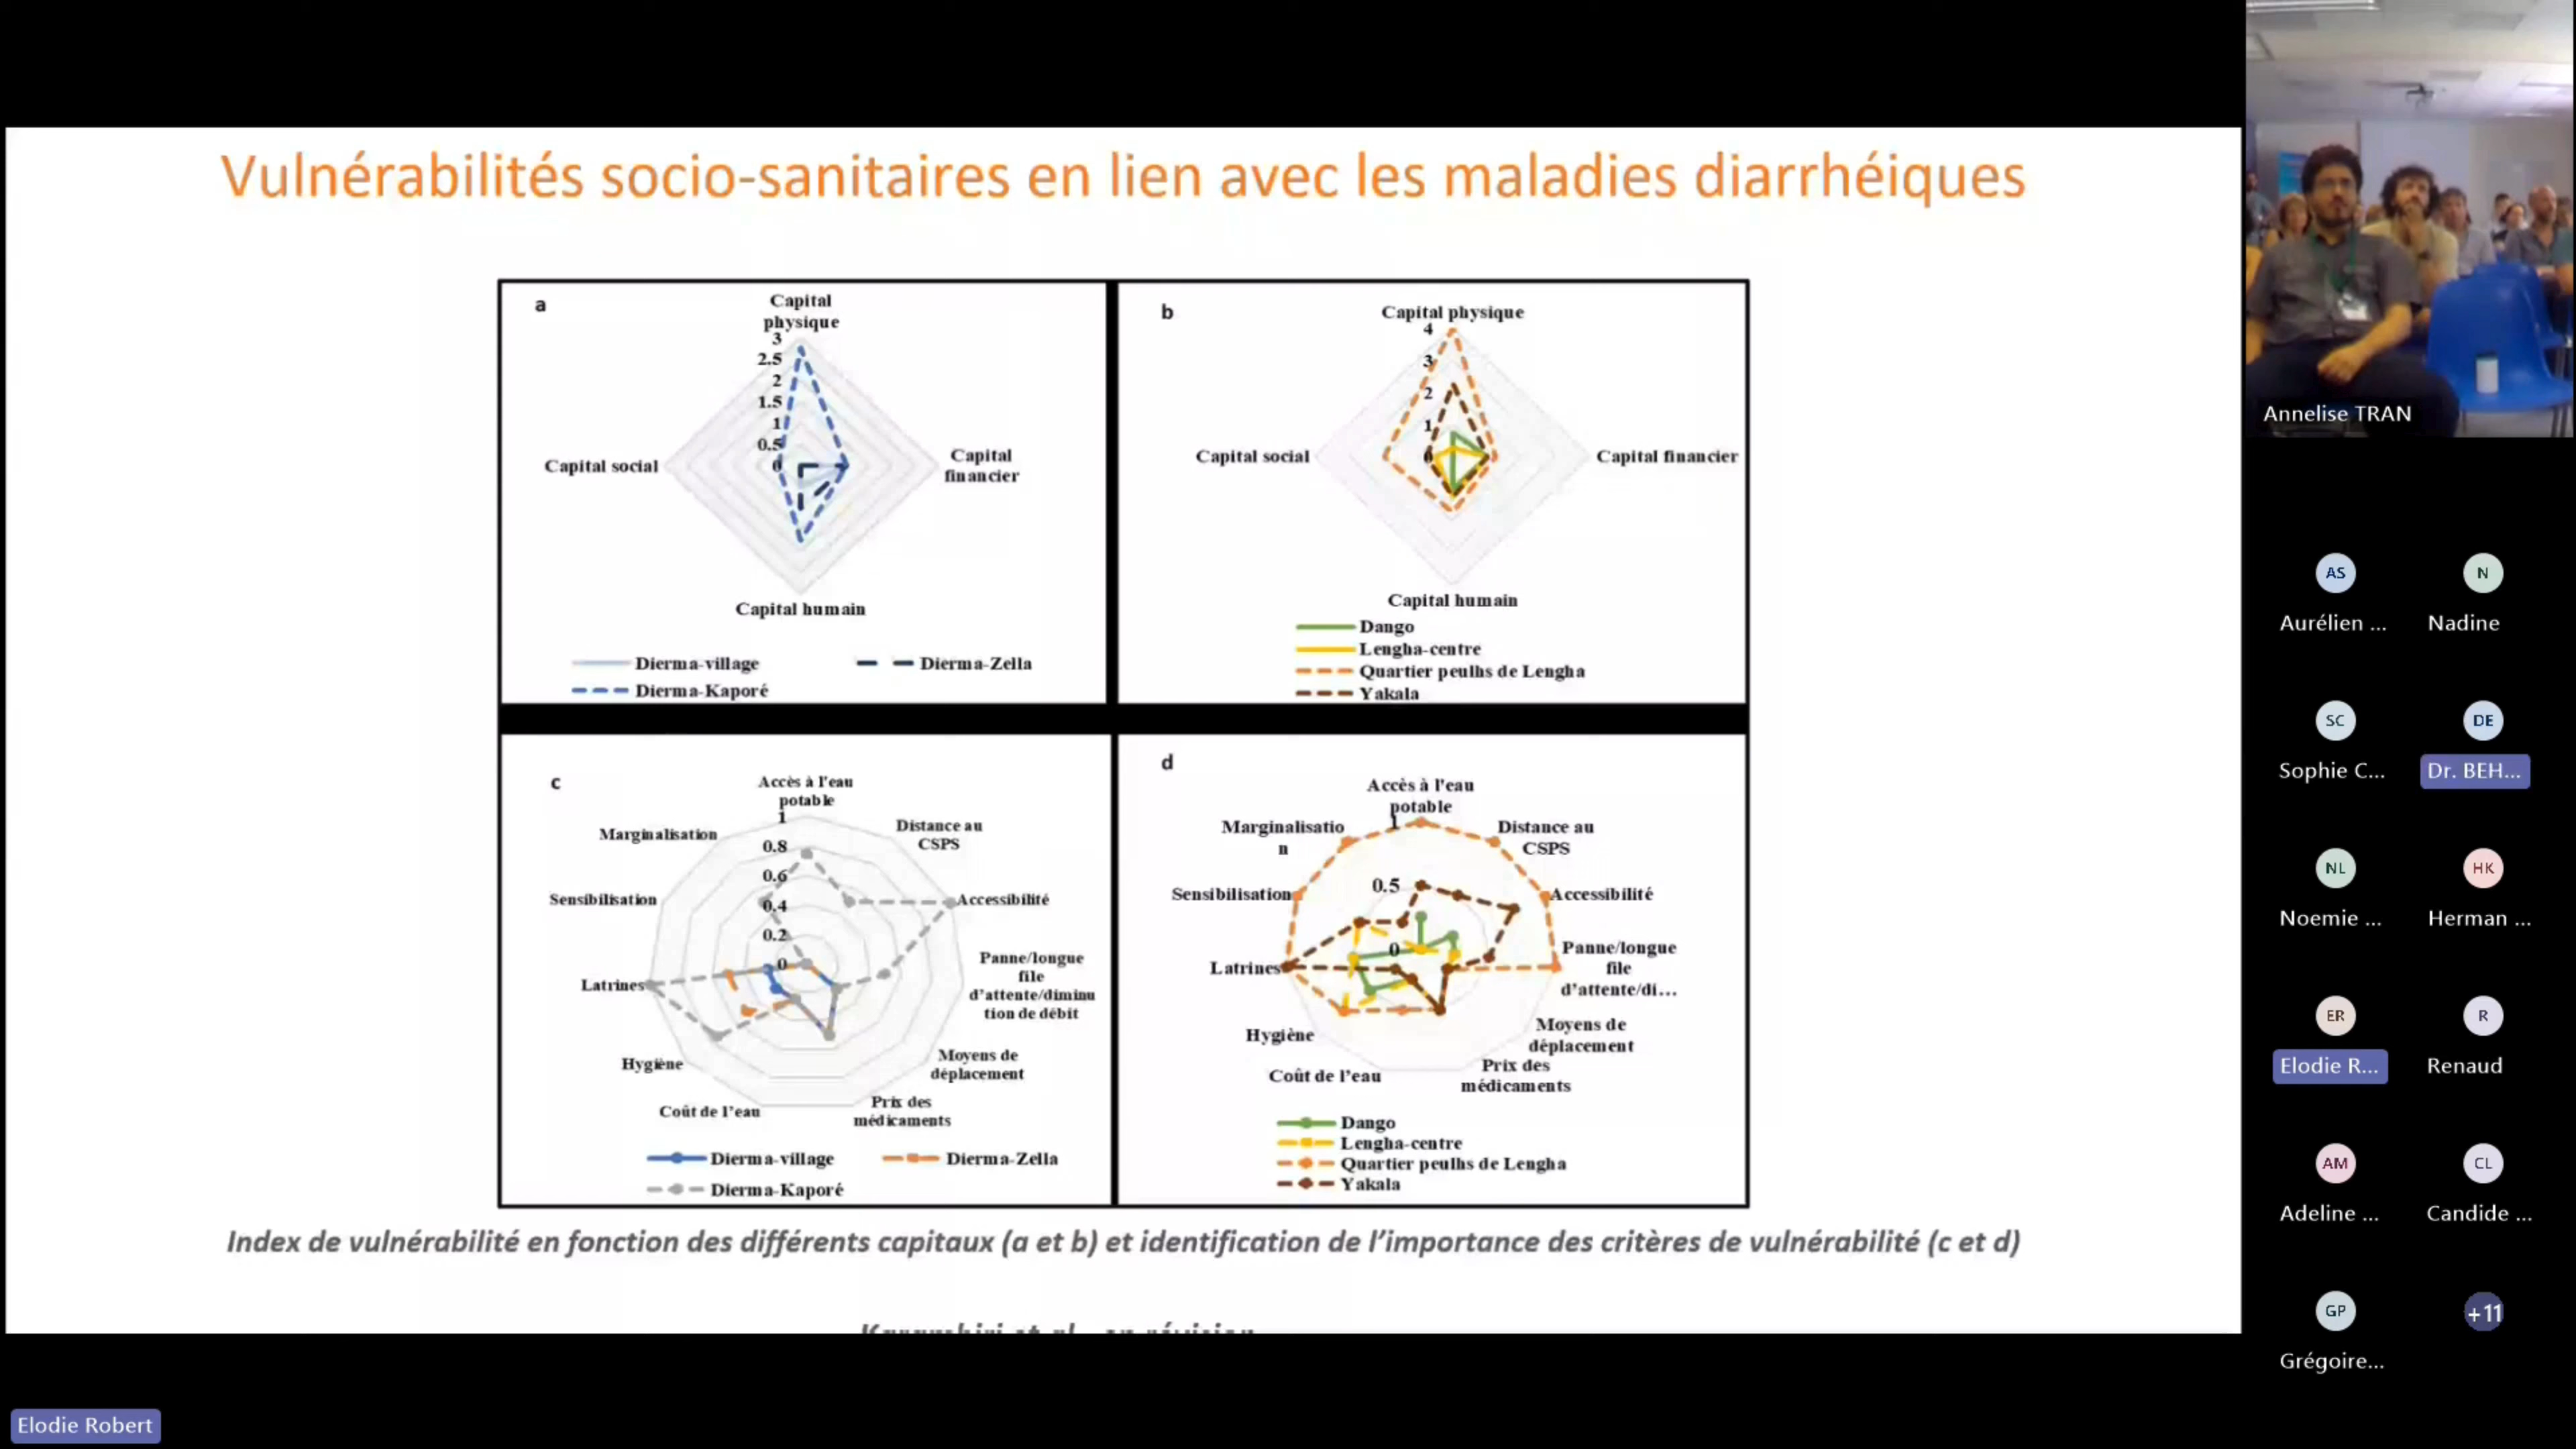 Vulnérabilités socio-sanitaires en lien avec les maladies diarrhéiques
a
Capital
physique
3
2.5
2
1.5
1
0.5
0
Capital social
Capital
financier
Capital humain
Dierma-village
Dierma-Zella
Dierma-Kaporé
b
Capital physique
4
3
2
1
0
Capital social
Capital financier
Capital humain
Dango
Lengha-centre
Quartier peulhs de Lengha
Yakala
c
Accès à l'eau
potable
1
0.8
0.6
0.4
0.2
0
Distance au
CSPS
Accessibilité
Panne/longue
file
d'attente/diminu
tion de débit
Moyens de
déplacement
Prix des
médicaments
Coût de l'eau
Hygiène
Latrines
Sensibilisation
Marginalisation
Dierma-village
Dierma-Zella
Dierma-Kaporé
d
Accès à l'eau
potable
1
0.5
0
Distance au
CSPS
Accessibilité
Panne/longue
file
d'attente/di...
Moyens de
déplacement
Prix des
médicaments
Coût de l'eau
Hygiène
Latrines
Sensibilisation
Marginalisatio
n
Dango
Lengha-centre
Quartier peulhs de Lengha
Yakala
Index de vulnérabilité en fonction des différents capitaux (a et b) et identification de l'importance des critères de vulnérabilité (c et d)
Elodie Robert
Annelise TRAN
AS
Aurélien ...
N
Nadine
SC
Sophie C...
DE
Dr. BEH...
NL
Noemie ...
HK
Herman ...
ER
Elodie R...
R
Renaud
AM
Adeline ...
CL
Candide ...
GP
Grégoire...
+11